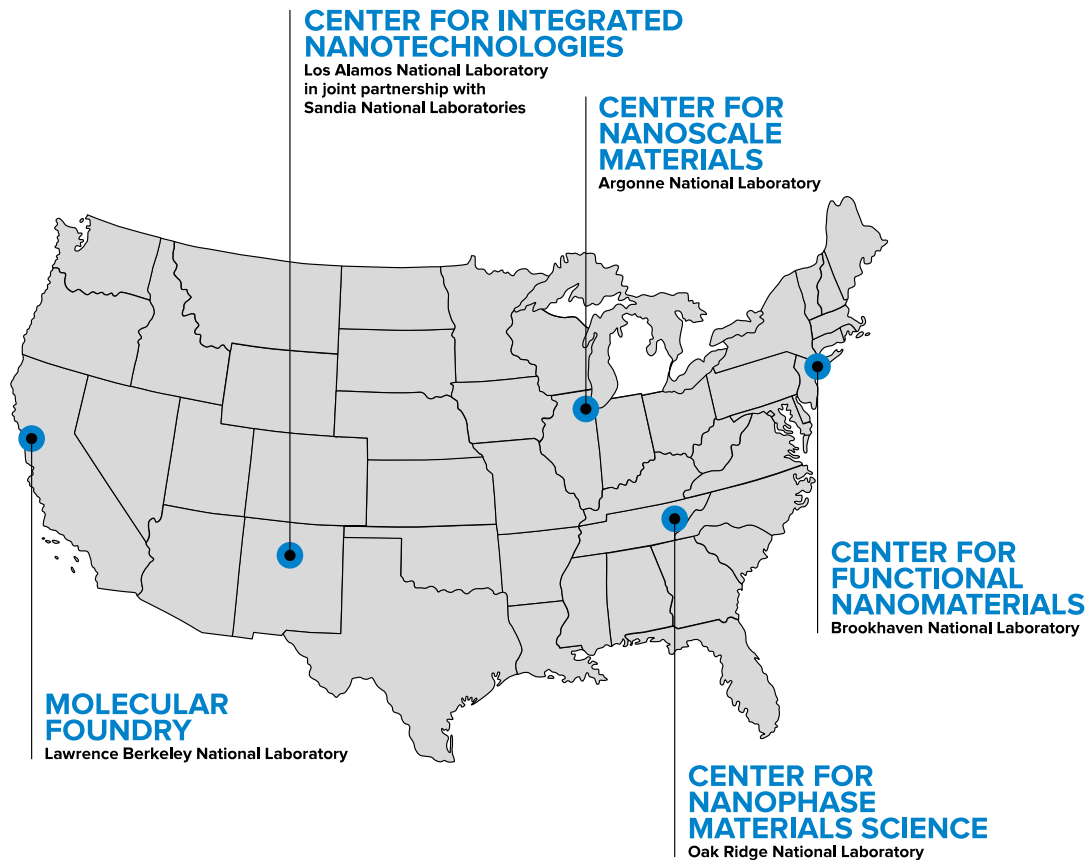 CENTER FOR INTEGRATED
NANOTECHNOLOGIES
Los Alamos National Laboratory
in joint partnership with
Sandia National Laboratories
CENTER FOR
NANOSCALE
MATERIALS
Argonne National Laboratory
CENTER FOR
FUNCTIONAL
NANOMATERIALS
Brookhaven National Laboratory
MOLECULAR
FOUNDRY
Lawrence Berkeley National Laboratory
CENTER FOR
NANOPHASE
MATERIALS SCIENCE
Oak Ridge National Laboratory